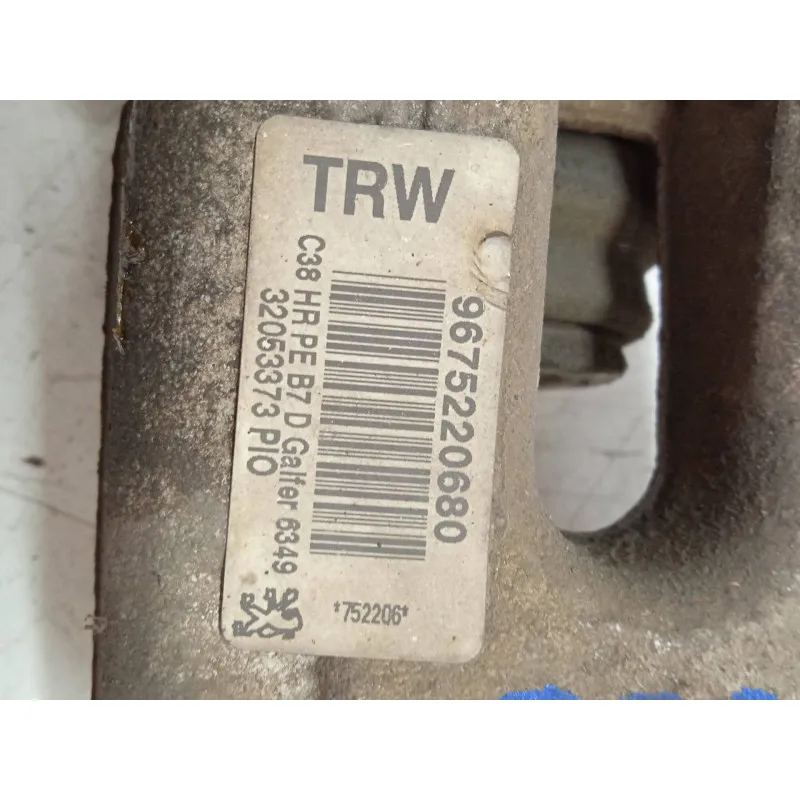 TRW
9675220680
C38 HR PE B7 D Galfer 6349
32053373 PIO
*752206*